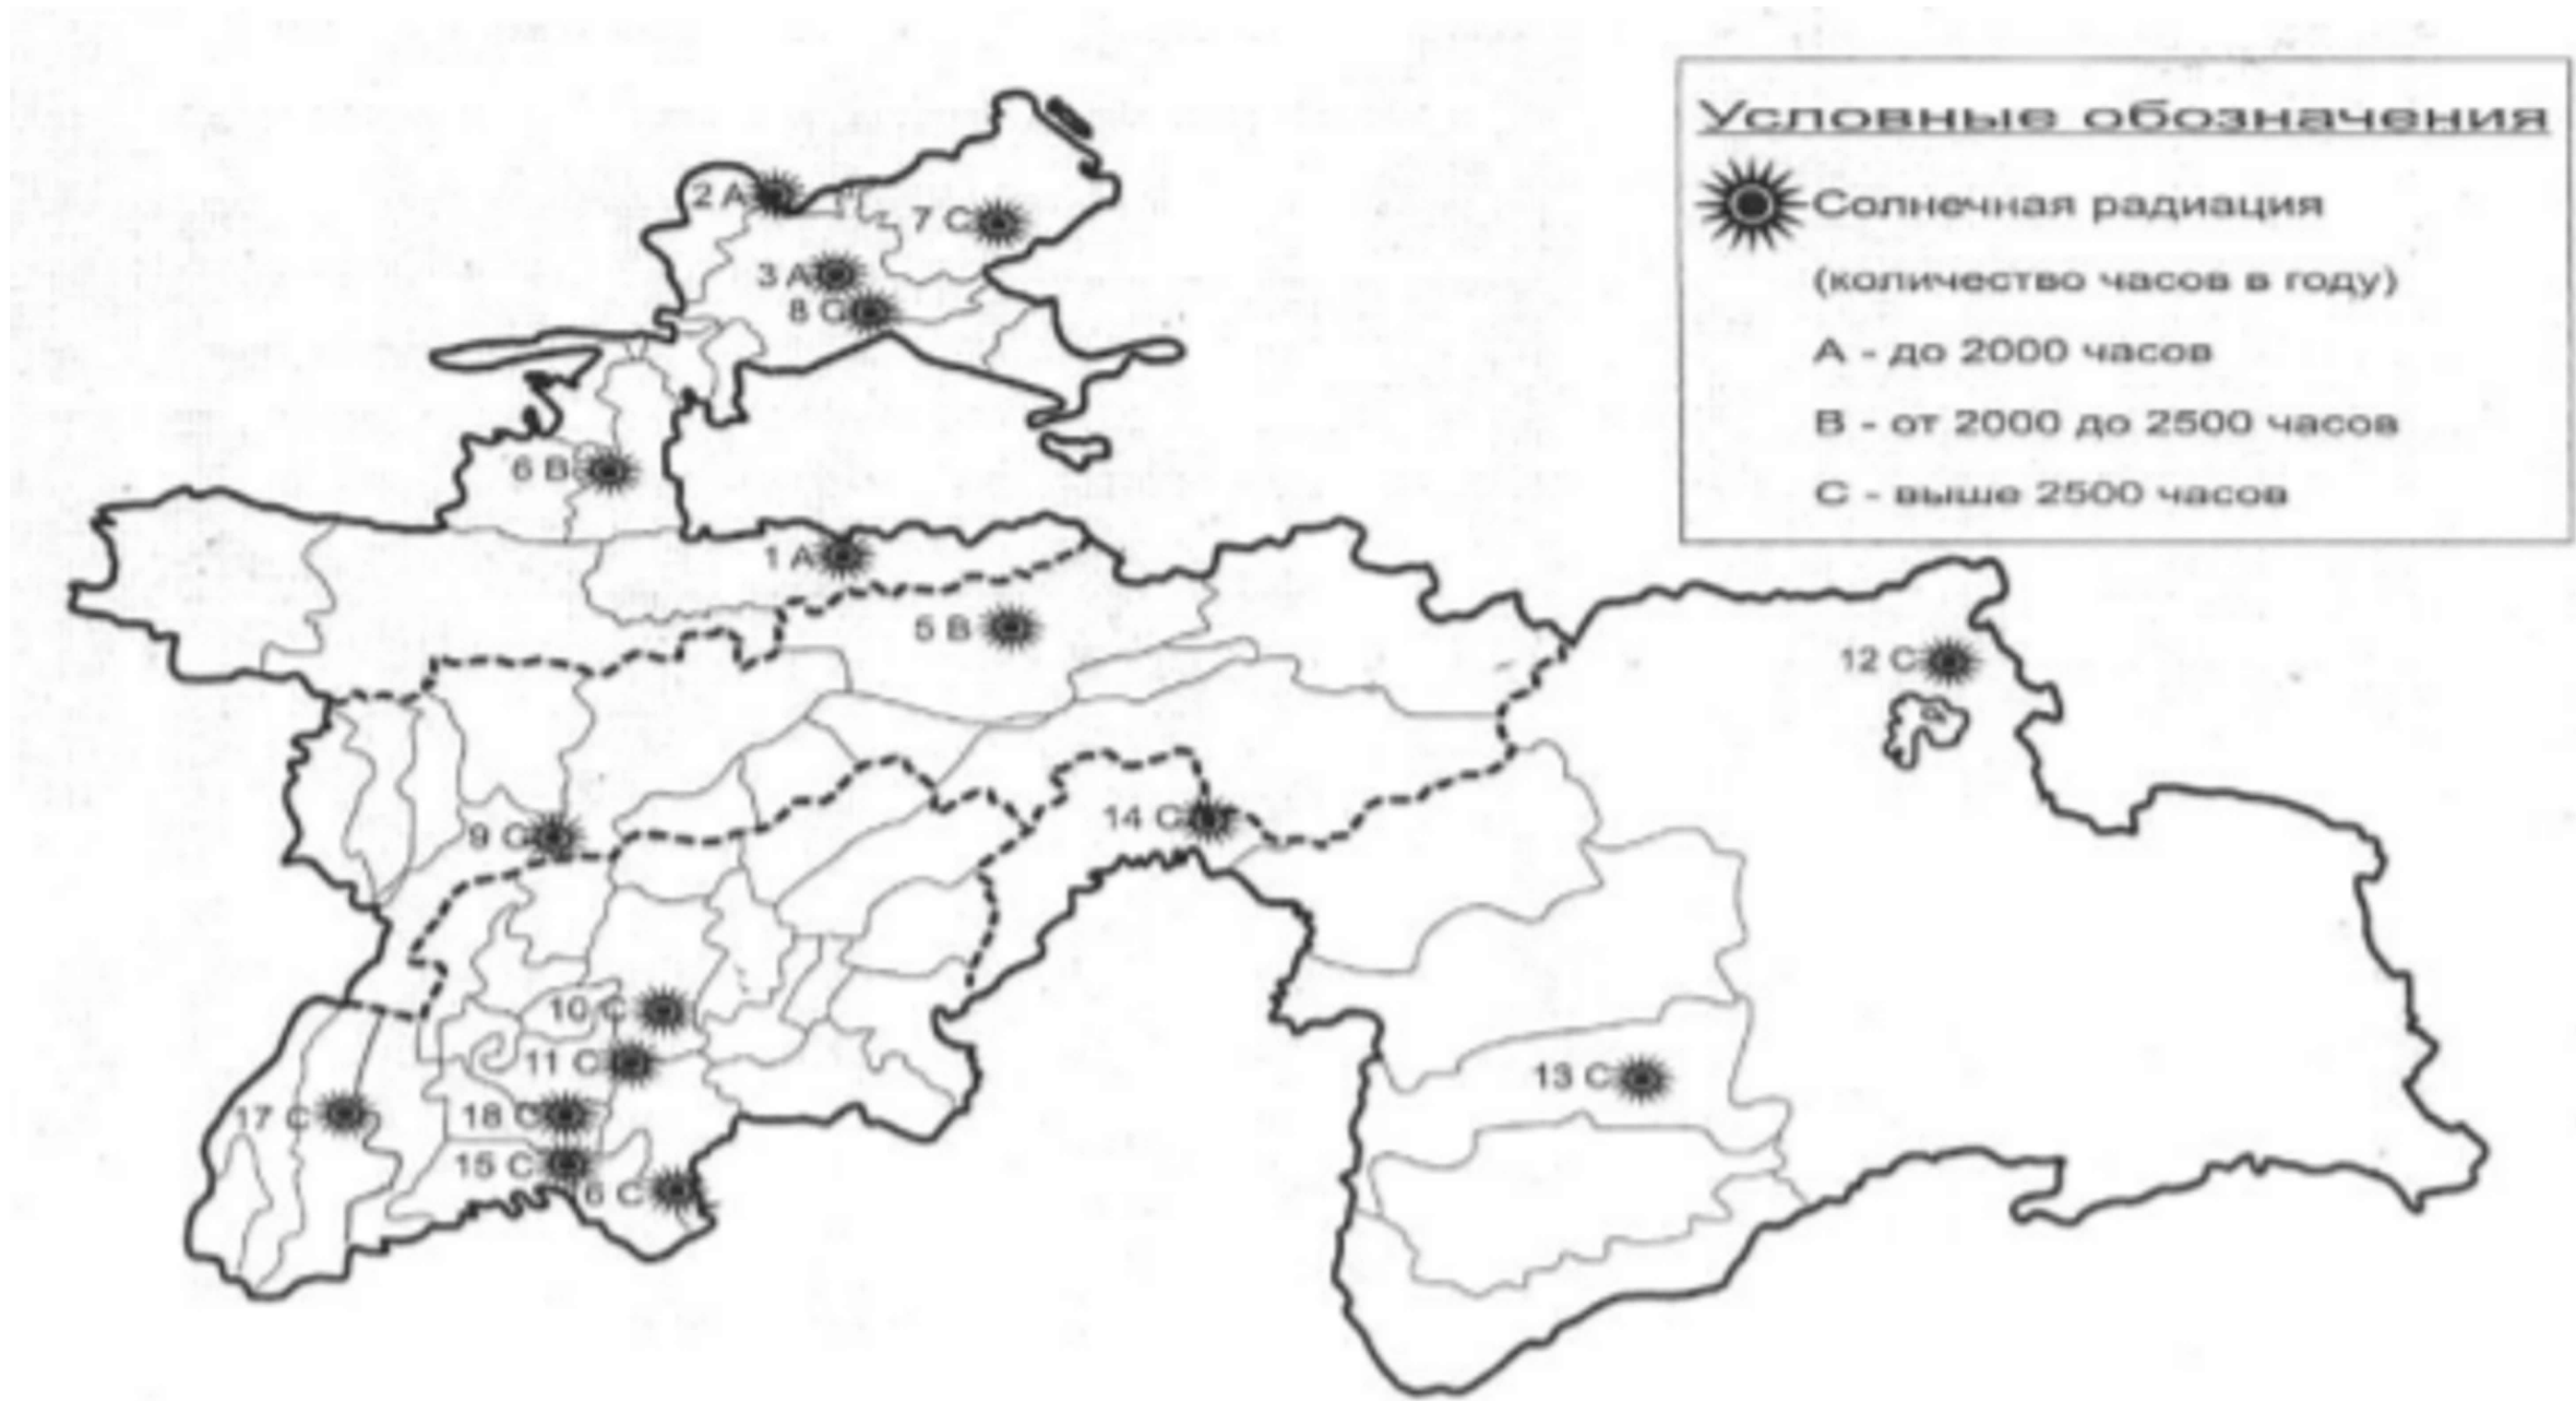 Условные обозначения
Солнечная радиация
(количество часов в году)
А - до 2000 часов
В - от 2000 до 2500 часов
С - выше 2500 часов
2 А
7 С
3 А
8 С
6 В
1 А
5 В
12 С
14 С
9 С
10 С
11 С
13 С
17 С
18 С
15 С
6 С